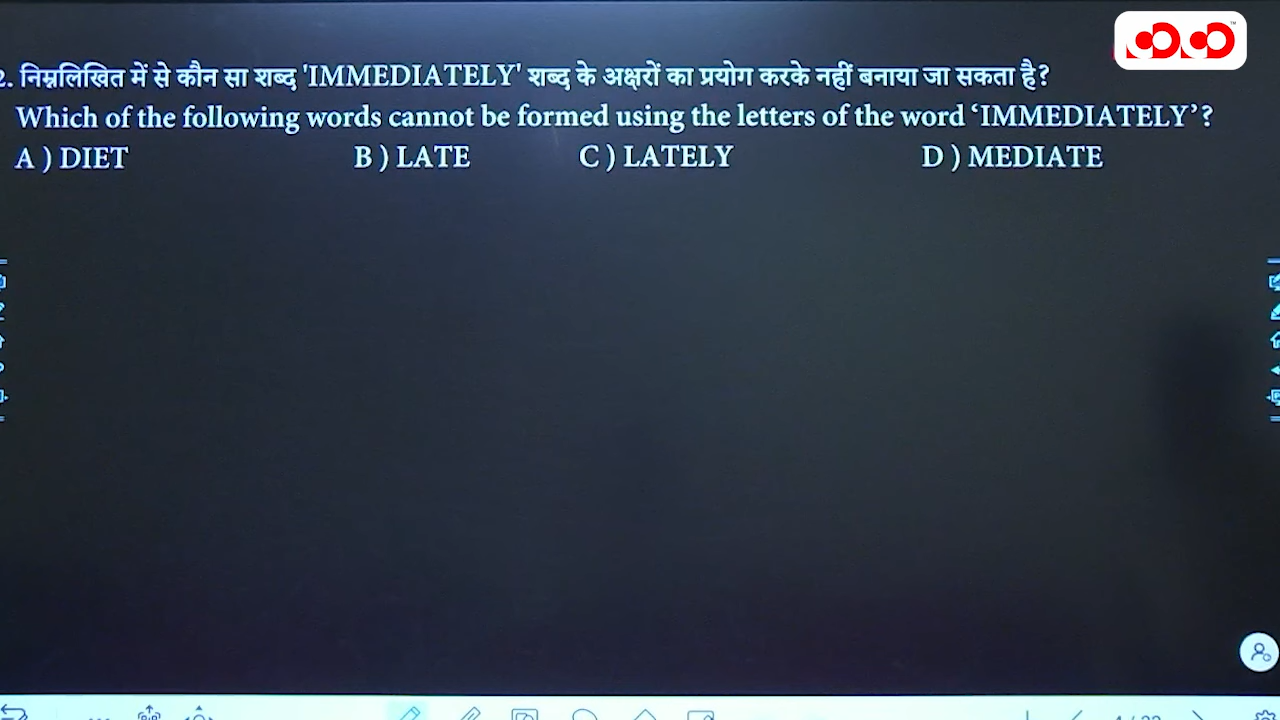 2. निम्नलिखित में से कौन सा शब्द 'IMMEDIATELY' शब्द के अक्षरों का प्रयोग करके नहीं बनाया जा सकता है?
Which of the following words cannot be formed using the letters of the word ‘IMMEDIATELY’ ?
A ) DIET B ) LATE C ) LATELY D ) MEDIATE